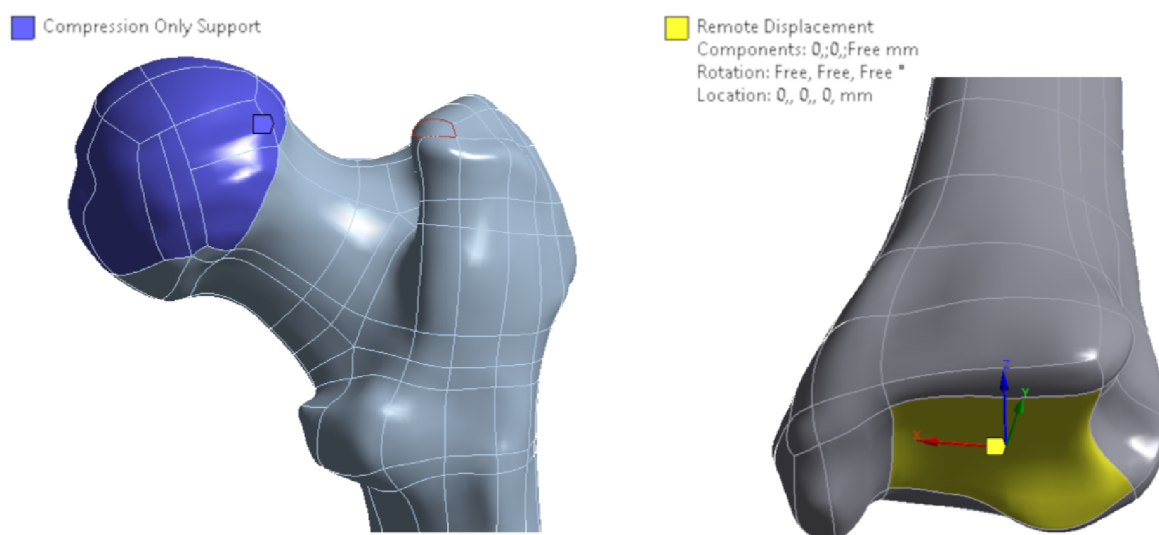 Compression Only Support
Remote Displacement
Components: 0,;0,;Free mm
Rotation: Free, Free, Free °
Location: 0,, 0,, 0, mm
Z
Y
X